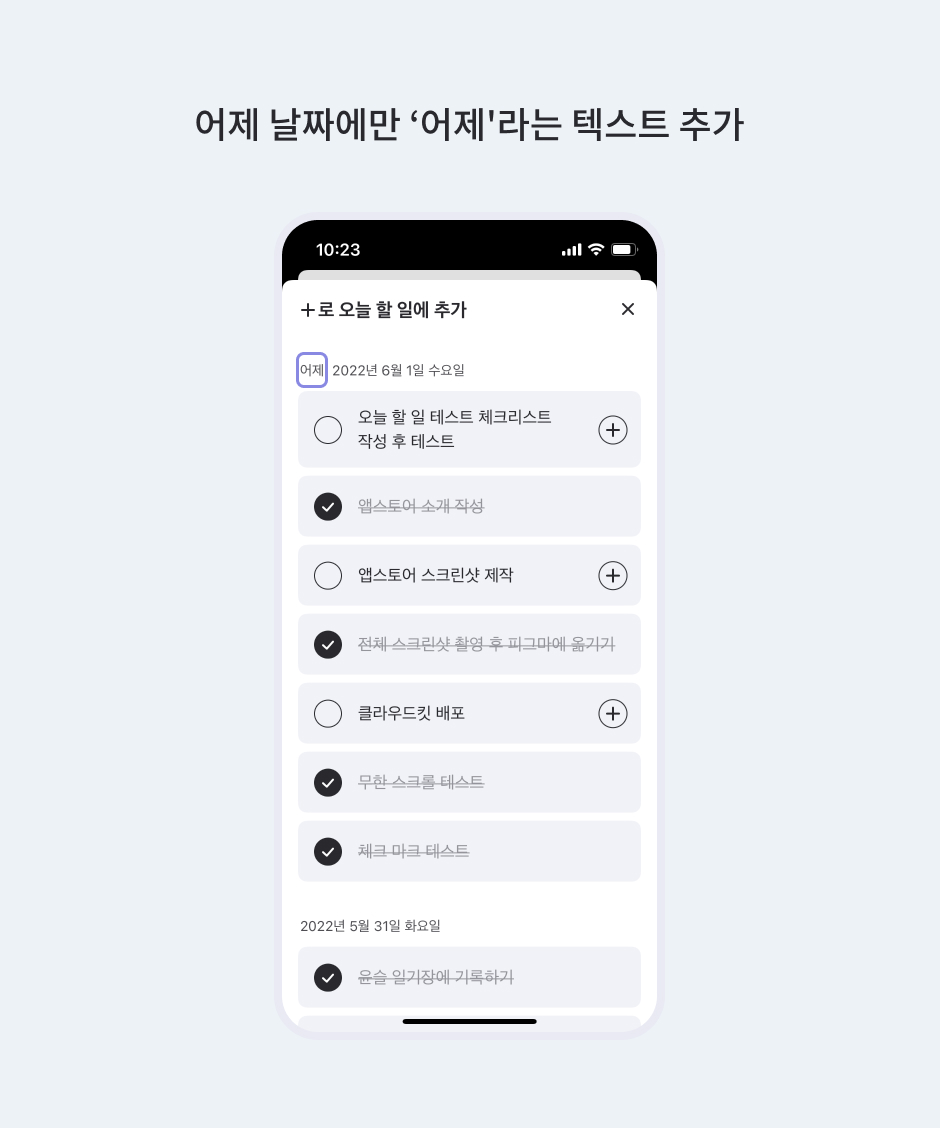 어제 날짜에만 ‘어제'라는 텍스트 추가
10:23
+로 오늘 할 일에 추가
어제 2022년 6월 1일 수요일
오늘 할 일 테스트 체크리스트
작성 후 테스트
앱스토어 소개 작성
앱스토어 스크린샷 제작
전체 스크린샷 촬영 후 피그마에 옮기기
클라우드킷 배포
무한 스크롤 테스트
체크 마크 테스트
2022년 5월 31일 화요일
윤슬 일기장에 기록하기